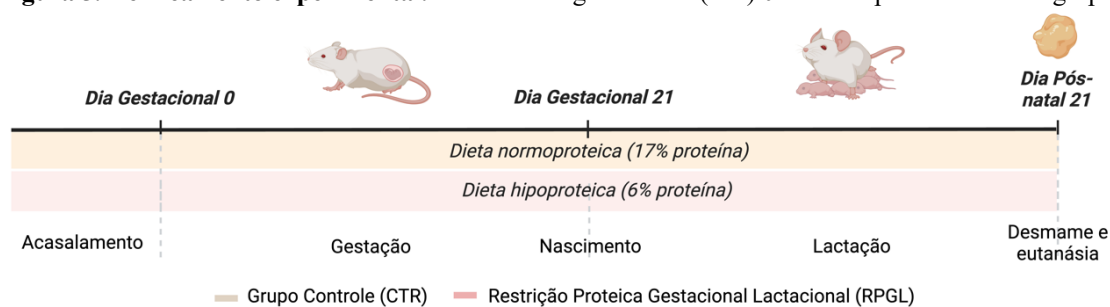 Dia Gestacional 0
Dia Gestacional 21
Dia Pós-
natal 21
Dieta normoproteica (17% proteína)
Dieta hipoproteica (6% proteína)
Acasalamento
Gestação
Nascimento
Lactação
Desmame e
eutanásia
Grupo Controle (CTR)
Restrição Proteica Gestacional Lactacional (RPGL)